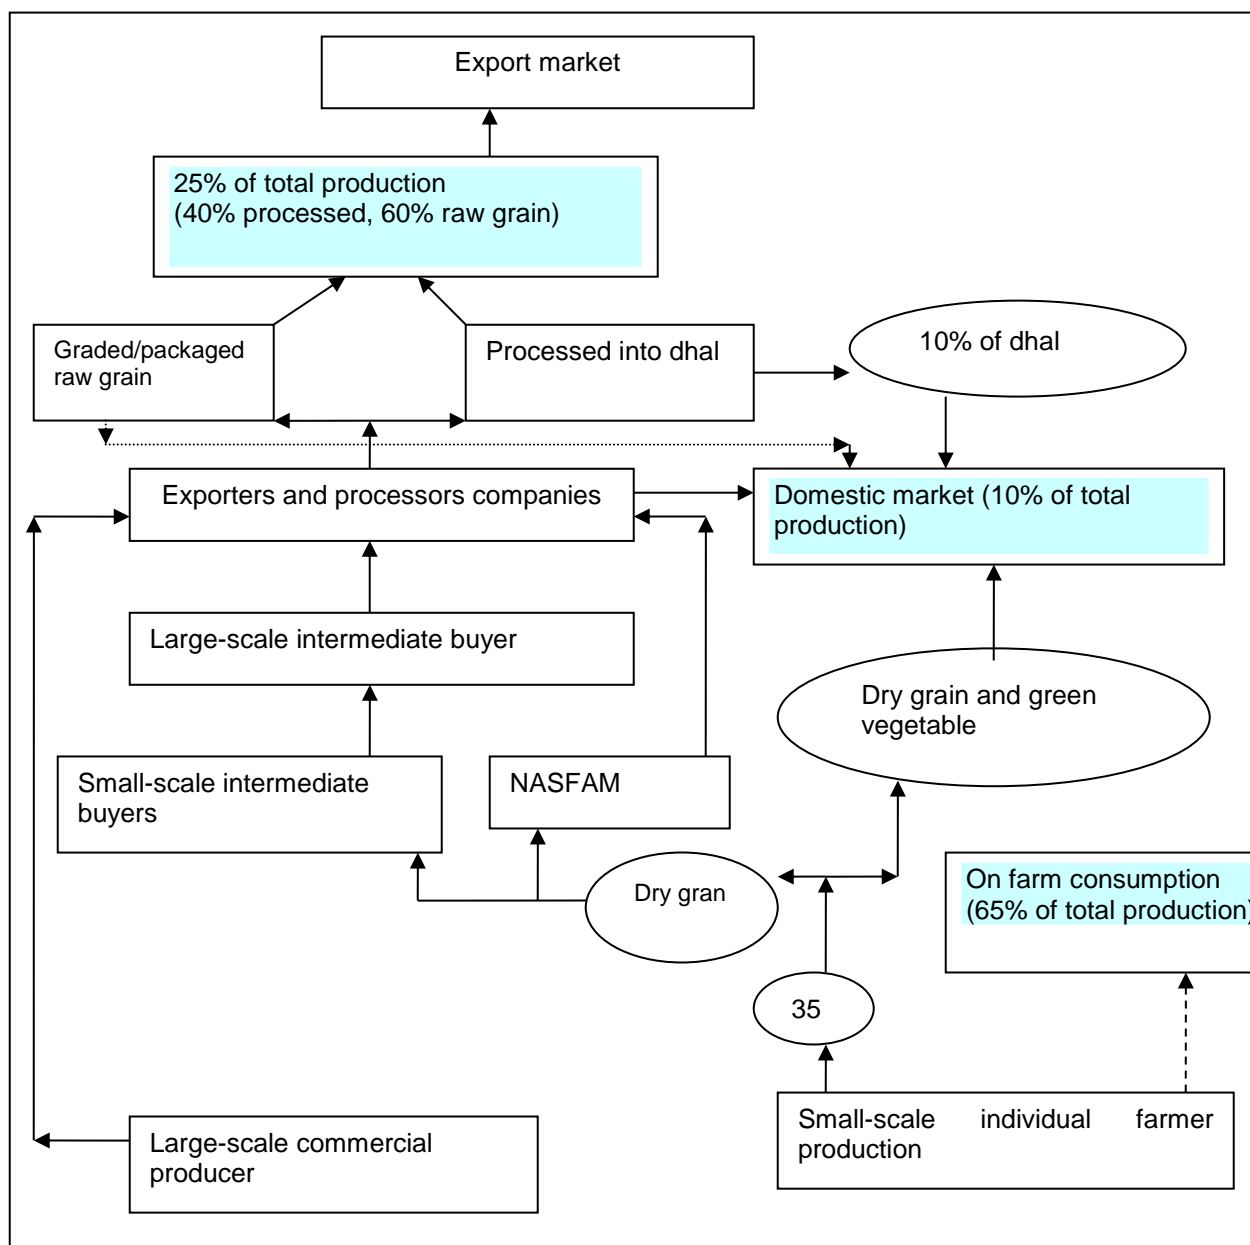 Export market
25% of total production
(40% processed, 60% raw grain)
Graded/packaged
raw grain
Processed into dhal
10% of dhal
Exporters and processors companies
Domestic market (10% of total
production)
Large-scale intermediate buyer
Dry grain and green
vegetable
Small-scale intermediate
buyers
NASFAM
Dry gran
On farm consumption
(65% of total production)
35
Small-scale individual farmer
production
Large-scale commercial
producer